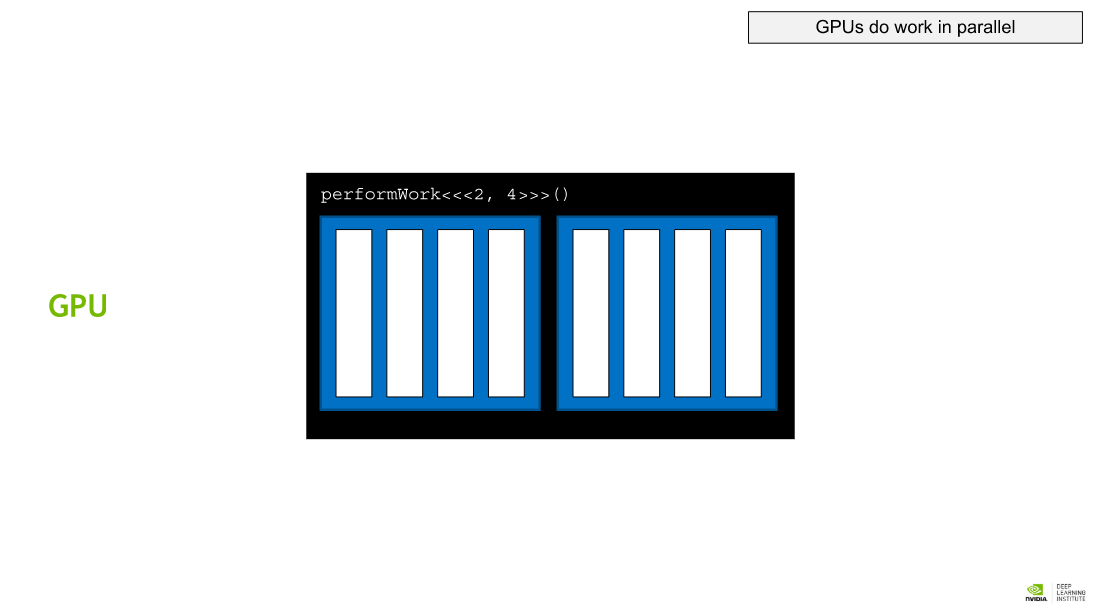 GPUs do work in parallel
performWork<<<2, 4>>>()
GPU
NVIDIA.
DEEP
LEARNING
INSTITUTE